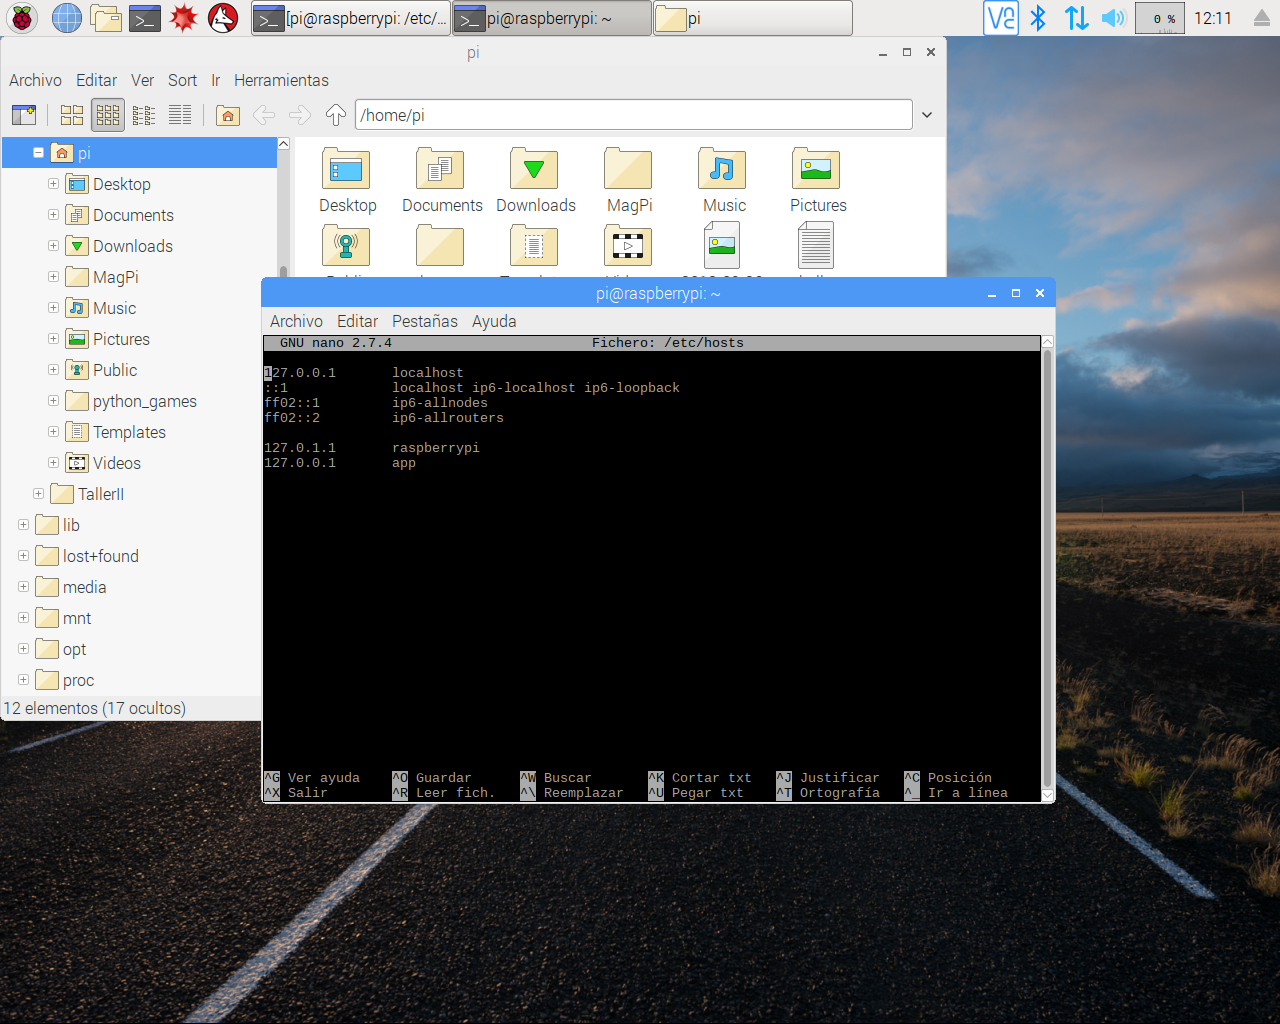 [pi@raspberrypi: /etc/...
pi@raspberrypi: ~
pi
0 %
12:11
pi
Archivo Editar Ver Sort Ir Herramientas
/home/pi
pi
Desktop
Documents
Downloads
MagPi
Music
Pictures
Public
python_games
Templates
Videos
TallerII
lib
lost+found
media
mnt
opt
proc
12 elementos (17 ocultos)
Desktop Documents Downloads MagPi Music Pictures
pi@raspberrypi: ~
Archivo Editar Pestañas Ayuda
GNU nano 2.7.4 Fichero: /etc/hosts
127.0.0.1 localhost
::1 localhost ip6-localhost ip6-loopback
ff02::1 ip6-allnodes
ff02::2 ip6-allrouters
127.0.1.1 raspberrypi
127.0.0.1 app
^G Ver ayuda ^O Guardar ^W Buscar ^K Cortar txt ^J Justificar ^C Posición
^X Salir ^R Leer fich. ^\ Reemplazar ^U Pegar txt ^T Ortografía ^_ Ir a línea